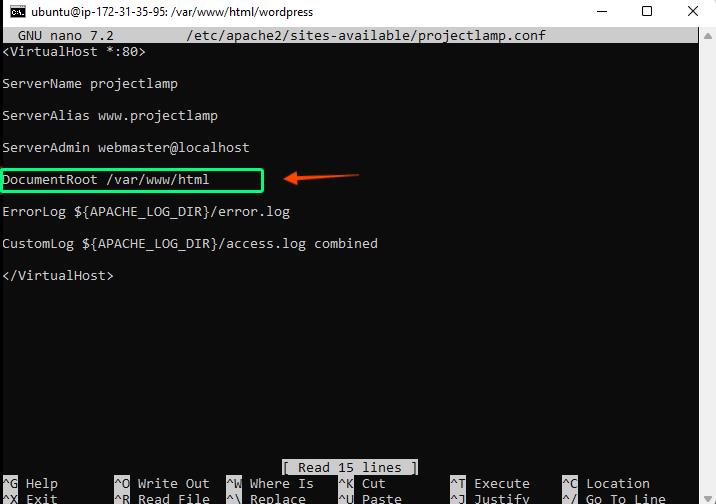 ubuntu@ip-172-31-35-95: /var/www/html/wordpress
GNU nano 7.2 /etc/apache2/sites-available/projectlamp.conf
<VirtualHost *:80>
ServerName projectlamp
ServerAlias www.projectlamp
ServerAdmin webmaster@localhost
DocumentRoot /var/www/html
ErrorLog ${APACHE_LOG_DIR}/error.log
CustomLog ${APACHE_LOG_DIR}/access.log combined
</VirtualHost>
[ Read 15 lines ]
^G Help ^O Write Out ^W Where Is ^K Cut ^T Execute ^C Location
^X Exit ^R Read File ^\ Replace ^U Paste ^J Justify ^/ Go To Line